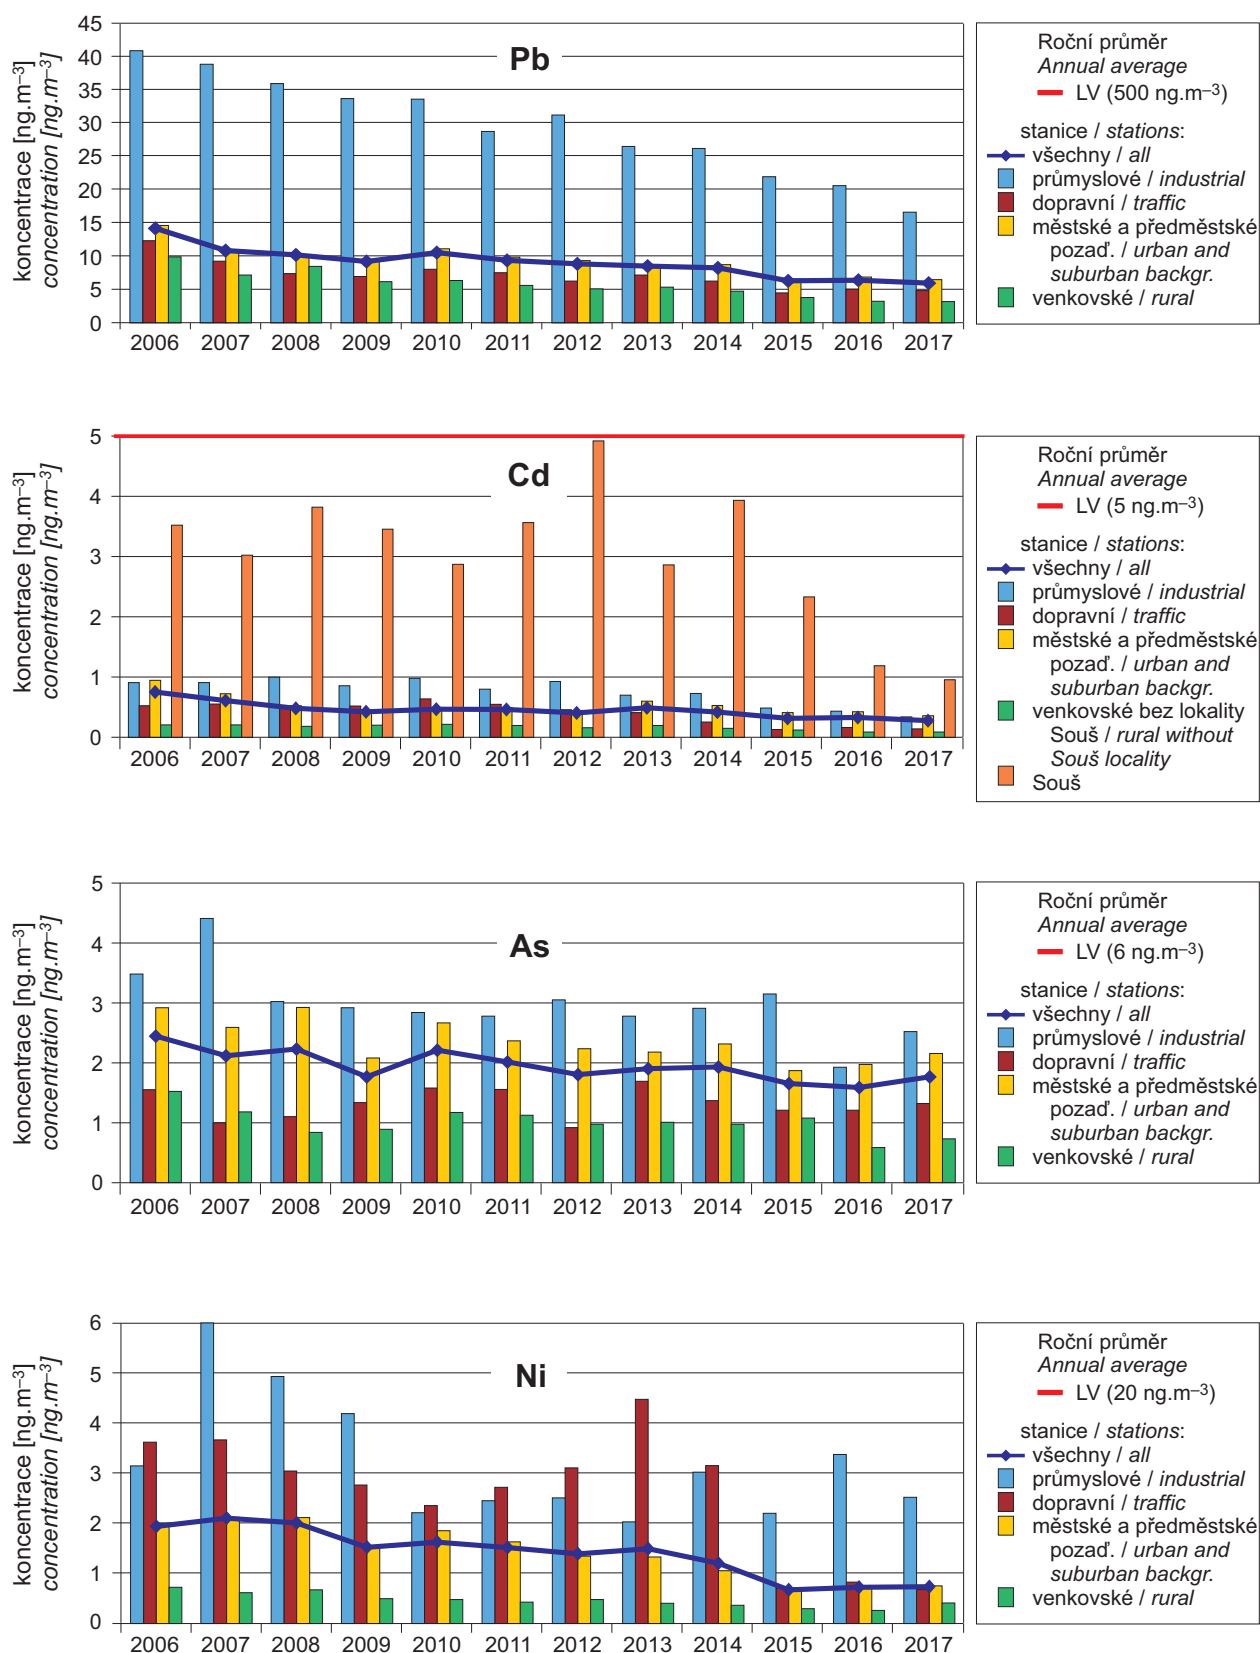 koncentrace [ng.m⁻³]
concentration [ng.m⁻³]
45
40
35
30
25
20
15
10
5
0
Pb
2006 2007 2008 2009 2010 2011 2012 2013 2014 2015 2016 2017
Roční průměr
Annual average
LV (500 ng.m⁻³)
stanice / stations:
všechny / all
průmyslové / industrial
dopravní / traffic
městské a předměstské
pozaď. / urban and
suburban backgr.
venkovské / rural
koncentrace [ng.m⁻³]
concentration [ng.m⁻³]
5
4
3
2
1
0
Cd
2006 2007 2008 2009 2010 2011 2012 2013 2014 2015 2016 2017
Roční průměr
Annual average
LV (5 ng.m⁻³)
stanice / stations:
všechny / all
průmyslové / industrial
dopravní / traffic
městské a předměstské
pozaď. / urban and
suburban backgr.
venkovské bez lokality
Souš / rural without
Souš locality
Souš
koncentrace [ng.m⁻³]
concentration [ng.m⁻³]
5
4
3
2
1
0
As
2006 2007 2008 2009 2010 2011 2012 2013 2014 2015 2016 2017
Roční průměr
Annual average
LV (6 ng.m⁻³)
stanice / stations:
všechny / all
průmyslové / industrial
dopravní / traffic
městské a předměstské
pozaď. / urban and
suburban backgr.
venkovské / rural
koncentrace [ng.m⁻³]
concentration [ng.m⁻³]
6
5
4
3
2
1
0
Ni
2006 2007 2008 2009 2010 2011 2012 2013 2014 2015 2016 2017
Roční průměr
Annual average
LV (20 ng.m⁻³)
stanice / stations:
všechny / all
průmyslové / industrial
dopravní / traffic
městské a předměstské
pozaď. / urban and
suburban backgr.
venkovské / rural